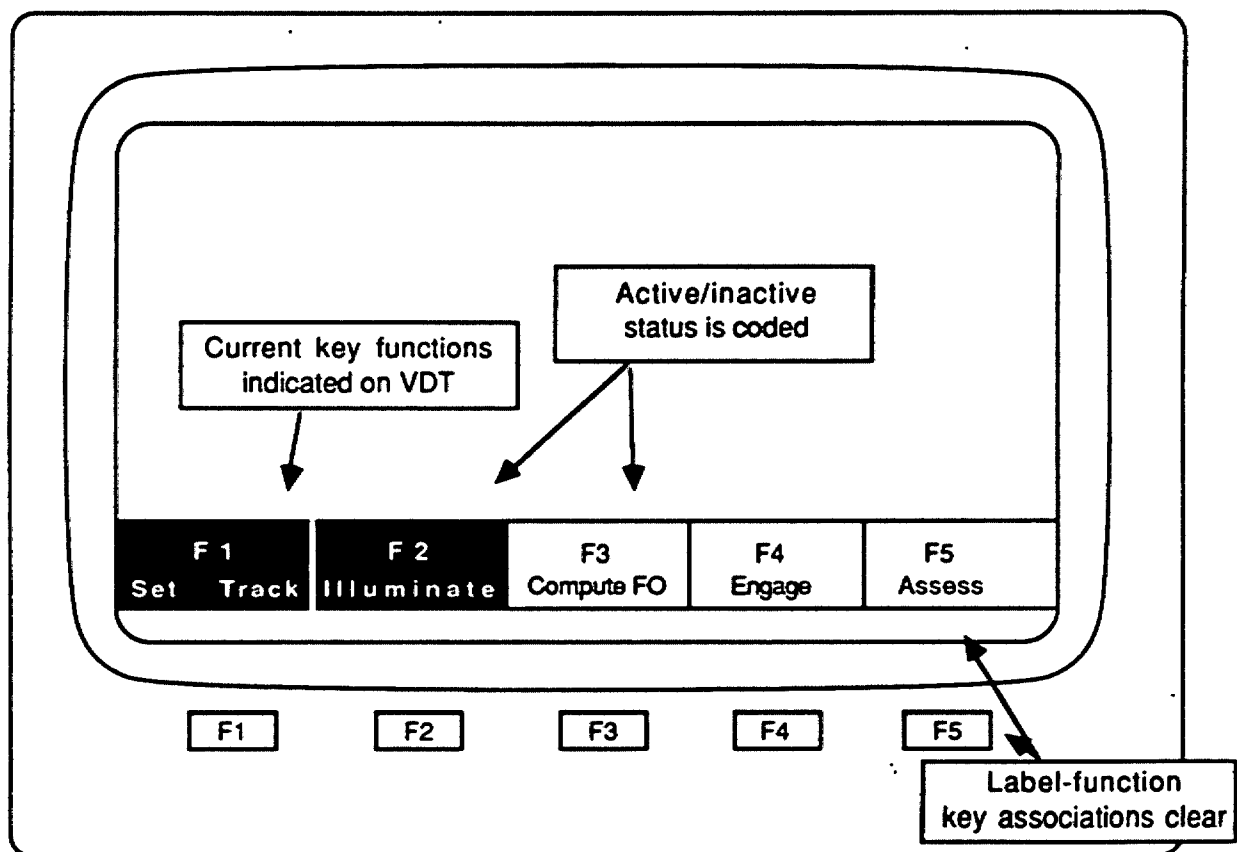 Active/inactive
status is coded
Current key functions
indicated on VDT
F 1
Set Track
F 2
Illuminate
F3
Compute FO
F4
Engage
F5
Assess
F1
F2
F3
F4
F5
Label-function
key associations clear